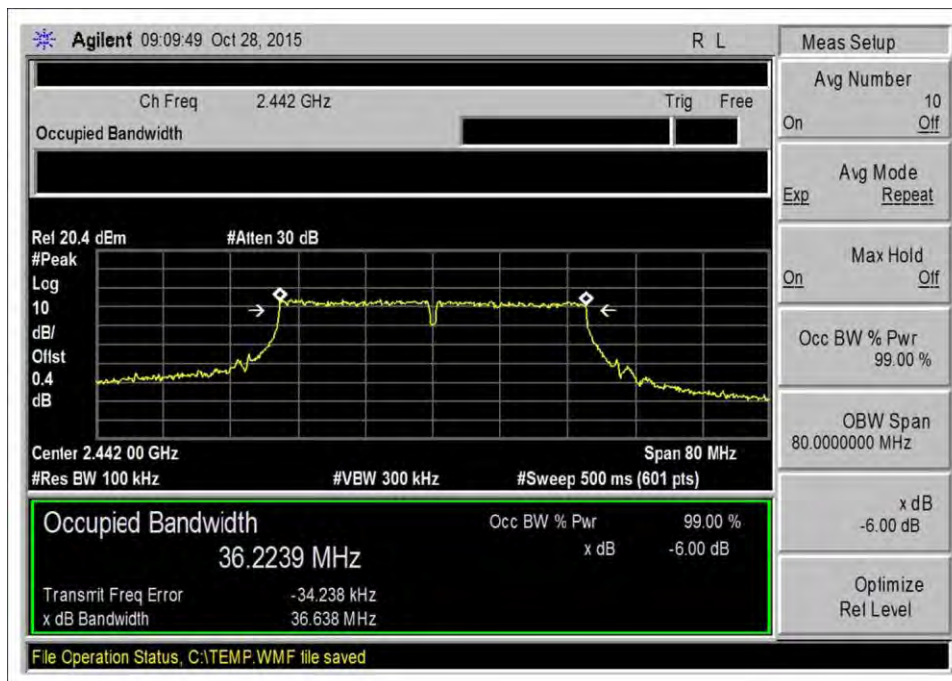 Agilent 09:09:49 Oct 28, 2015 R L
Ch Freq 2.442 GHz Trig Free
Occupied Bandwidth
Ref 20.4 dBm #Atten 30 dB
#Peak
Log
10
dB/
Offst
0.4
dB
Center 2.442 00 GHz Span 80 MHz
#Res BW 100 kHz #VBW 300 kHz #Sweep 500 ms (601 pts)
Occupied Bandwidth Occ BW % Pwr 99.00 %
36.2239 MHz x dB -6.00 dB
Transmit Freq Error -34.238 kHz
x dB Bandwidth 36.638 MHz
File Operation Status, C:\TEMP.WMF file saved
Meas Setup
Avg Number
10
On Off
Avg Mode
Exp Repeat
Max Hold
On Off
Occ BW % Pwr
99.00 %
OBW Span
80.0000000 MHz
x dB
-6.00 dB
Optimize
Ref Level